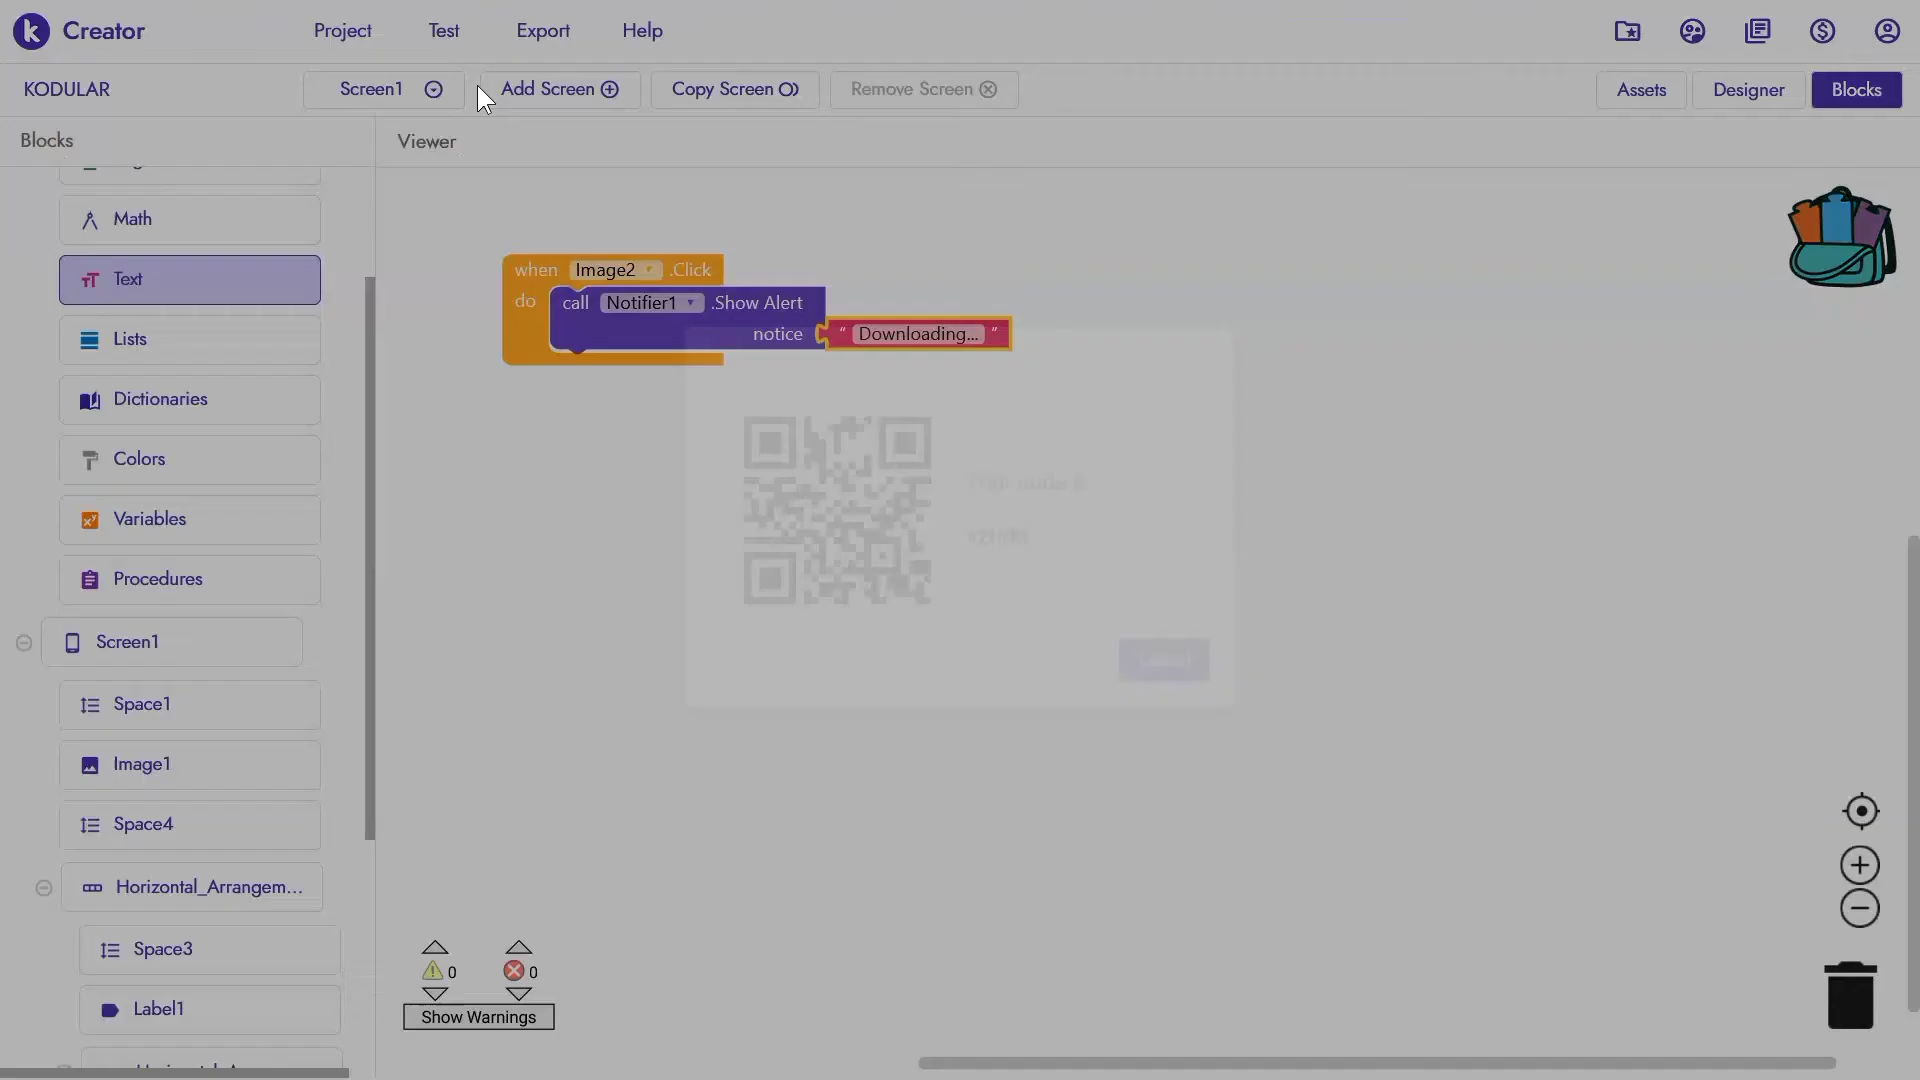 Creator
Project
Test
Export
Help
KODULAR
Screen1
Add Screen
Copy Screen
Remove Screen
Assets
Designer
Blocks
Blocks
Viewer
Math
Text
Lists
Dictionaries
Colors
Variables
Procedures
Screen1
Space1
Image1
Space4
Horizontal_Arrangem...
Space3
Label1
when Image2 .Click
do call Notifier1 .Show Alert
notice " Downloading... "
0 0
Show Warnings